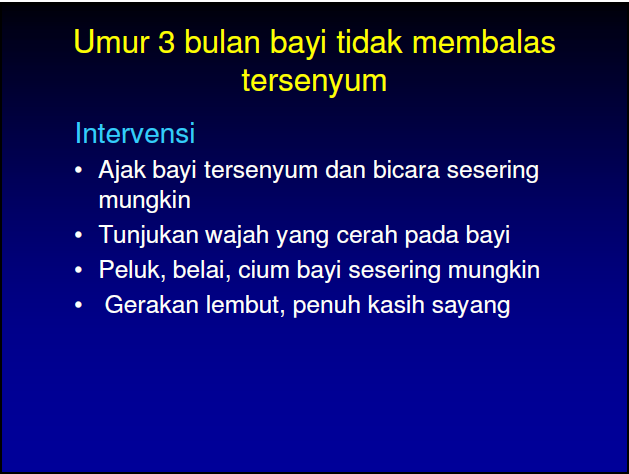 Umur 3 bulan bayi tidak membalas
tersenyum
Intervensi
• Ajak bayi tersenyum dan bicara sesering
mungkin
• Tunjukan wajah yang cerah pada bayi
• Peluk, belai, cium bayi sesering mungkin
• Gerakan lembut, penuh kasih sayang